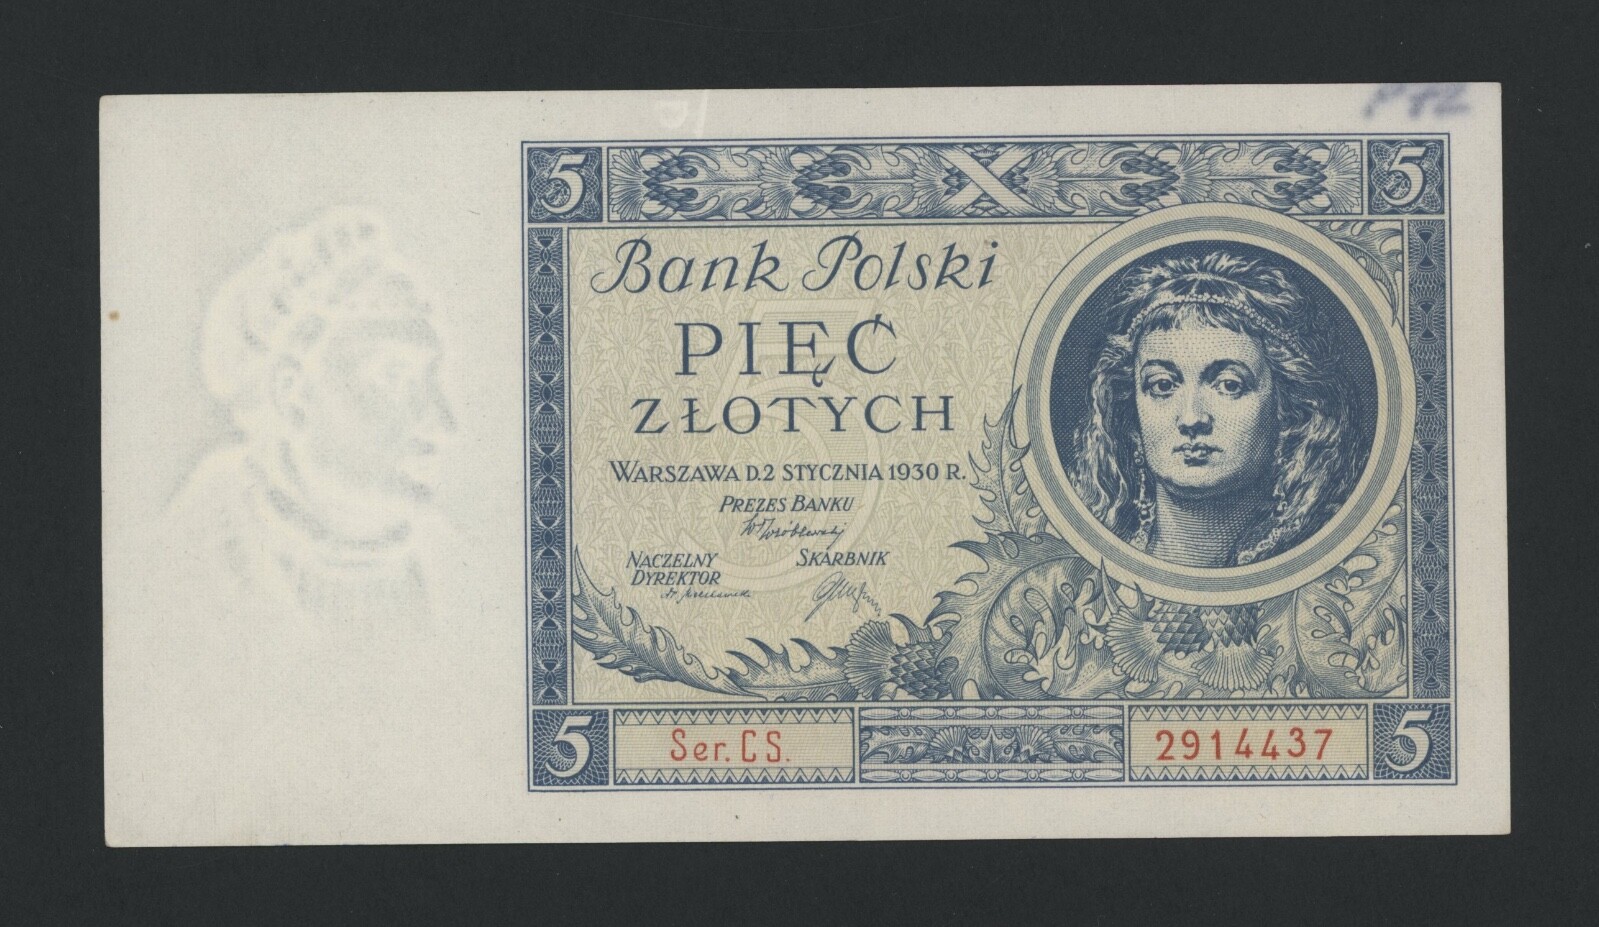 P72
5 5
Bank Polski
PIĘĆ
ZŁOTYCH
WARSZAWA D.2 STYCZNIA 1930 R.
PREZES BANKU
NACZELNY SKARBNIK
DYREKTOR
5 Ser. CS. 2914437 5